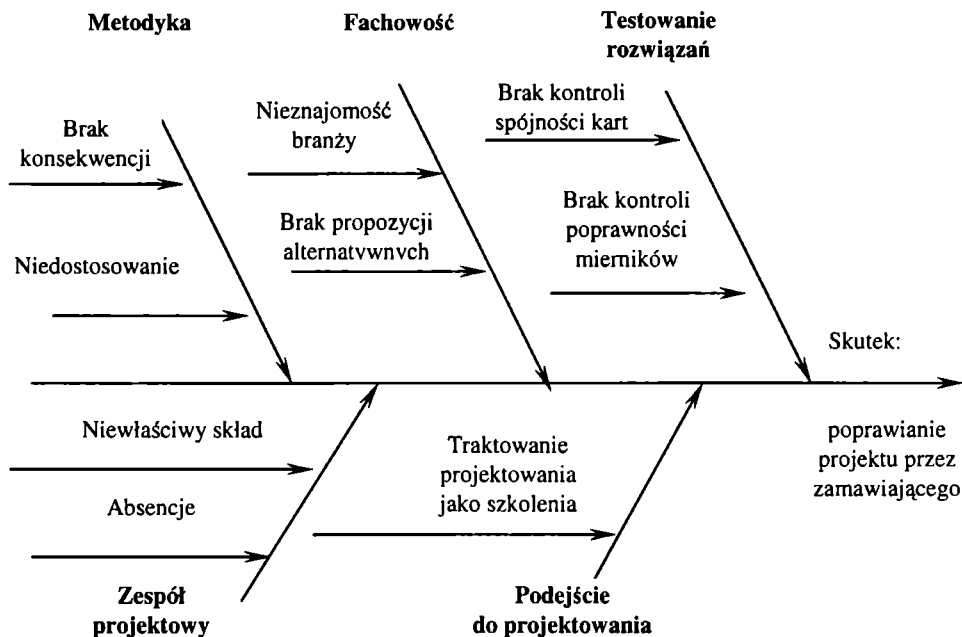 Metodyka
Fachowość
Testowanie
rozwiązań
Brak
konsekwencji
Nieznajomość
branży
Brak kontroli
spójności kart
Niedostosowanie
Brak propozycji
alternatywnych
Brak kontroli
poprawności
mierników
Skutek:
poprawianie
projektu przez
zamawiającego
Niewłaściwy skład
Absencje
Traktowanie
projektowania
jako szkolenia
Zespół
projektowy
Podejście
do projektowania